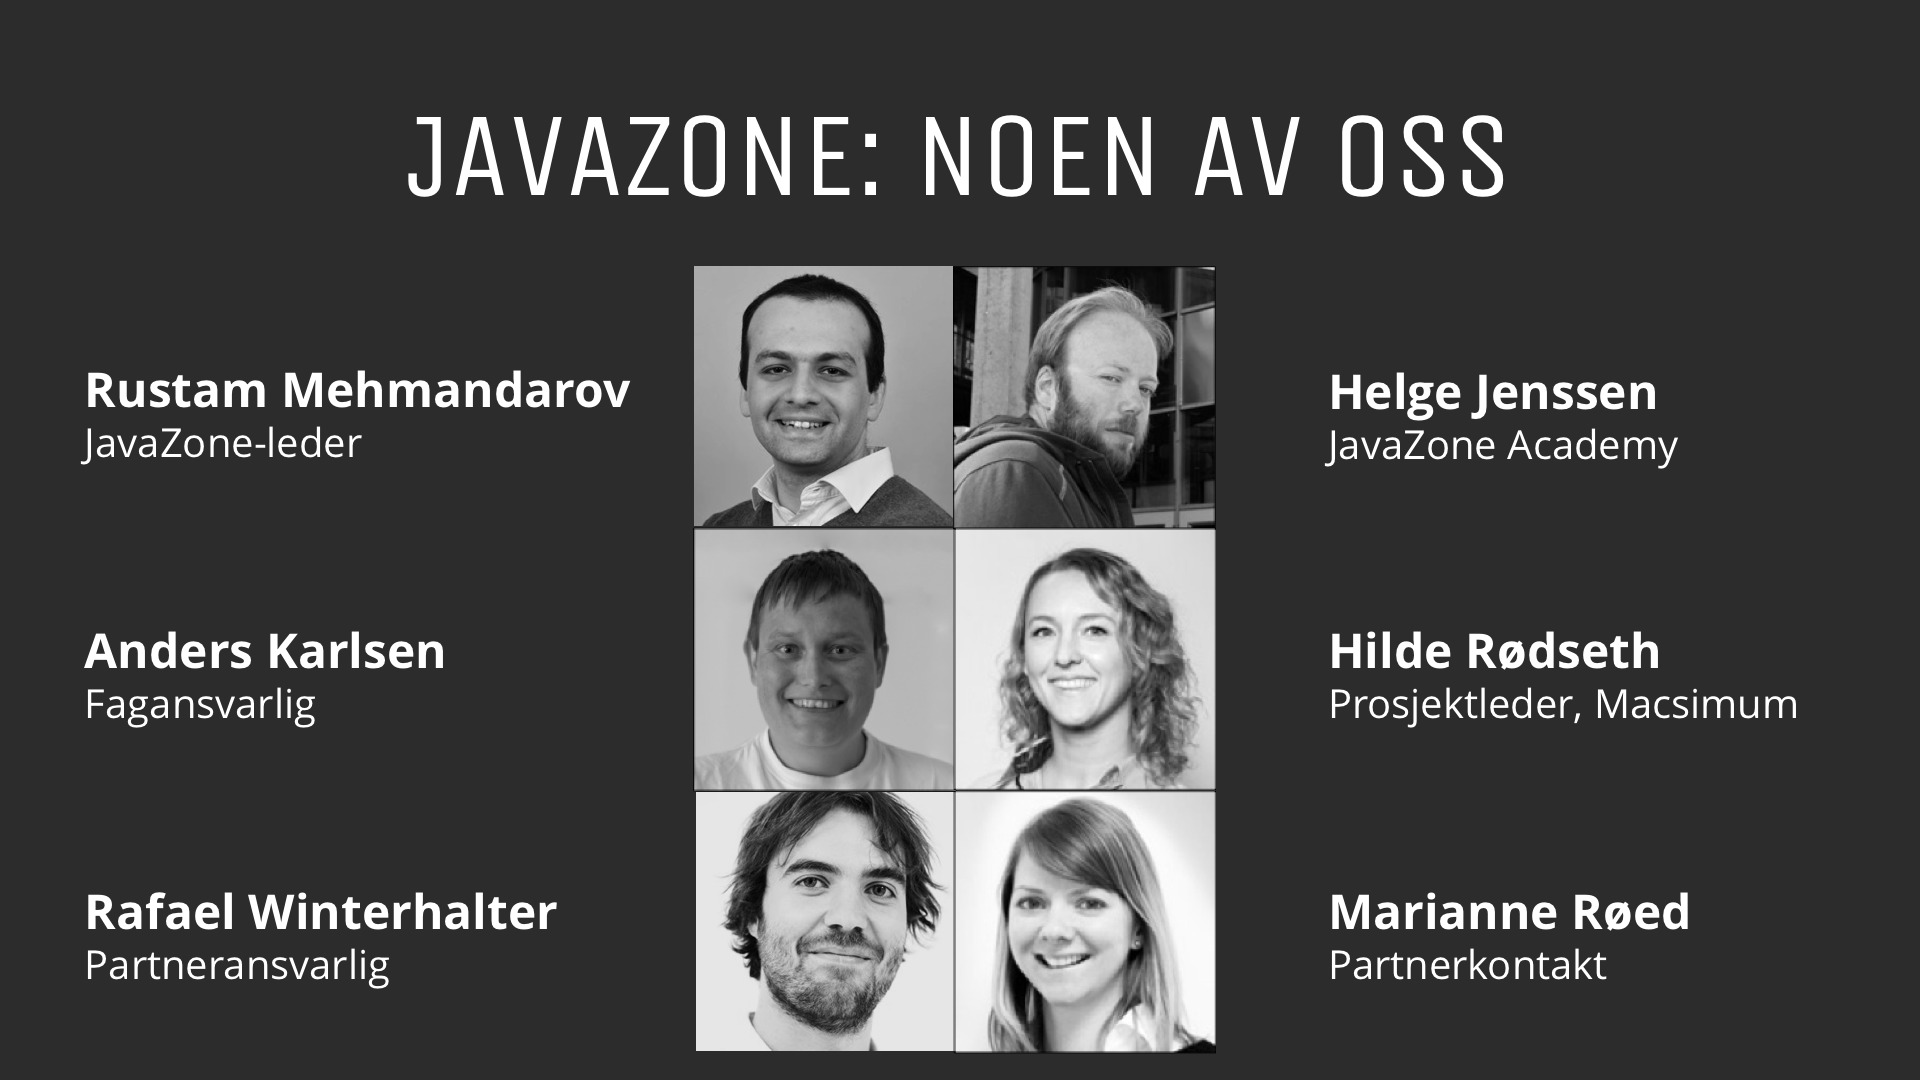 JAVAZONE: NOEN AV OSS
Rustam Mehmandarov
JavaZone-leder
Helge Jenssen
JavaZone Academy
Anders Karlsen
Fagansvarlig
Hilde Rødseth
Prosjektleder, Macsimum
Rafael Winterhalter
Partneransvarlig
Marianne Røed
Partnerkontakt